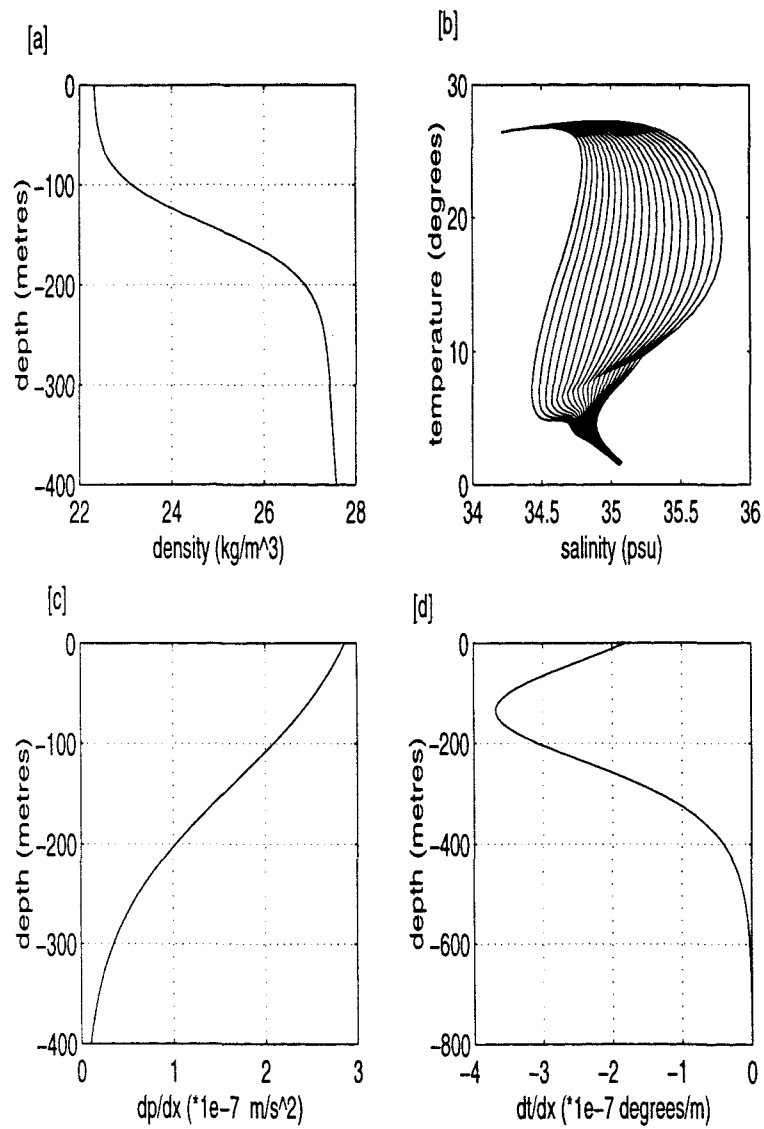 [a]
0
-100
-200
-300
-400
depth (metres)
22 24 26 28
density (kg/m^3)
[b]
30
20
10
0
temperature (degrees)
34 34.5 35 35.5 36
salinity (psu)
[c]
0
-100
-200
-300
-400
depth (metres)
0 1 2 3
dp/dx (*1e-7 m/s^2)
[d]
0
-200
-400
-600
-800
depth (metres)
-4 -3 -2 -1 0
dt/dx (*1e-7 degrees/m)